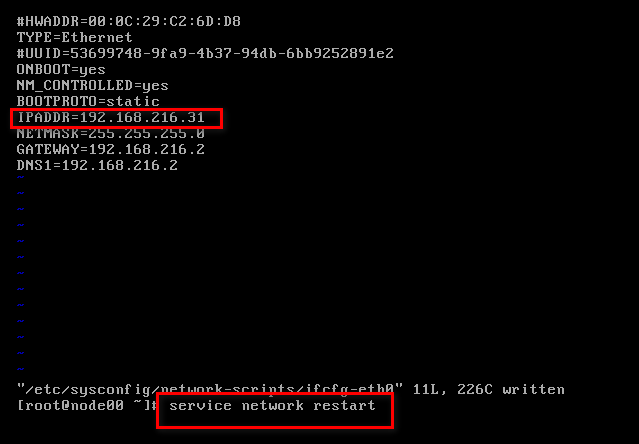 #HWADDR=00:0C:29:C2:6D:D8
TYPE=Ethernet
#UUID=53699748-9fa9-4b37-94db-6bb9252891e2
ONBOOT=yes
NM_CONTROLLED=yes
BOOTPROTO=static
IPADDR=192.168.216.31
NETMASK=255.255.255.0
GATEWAY=192.168.216.2
DNS1=192.168.216.2
~
~
~
~
~
~
~
~
~
~
~
~
~
"/etc/sysconfig/network-scripts/ifcfg-eth0" 11L, 226C written
[root@node00 ~]# service network restart